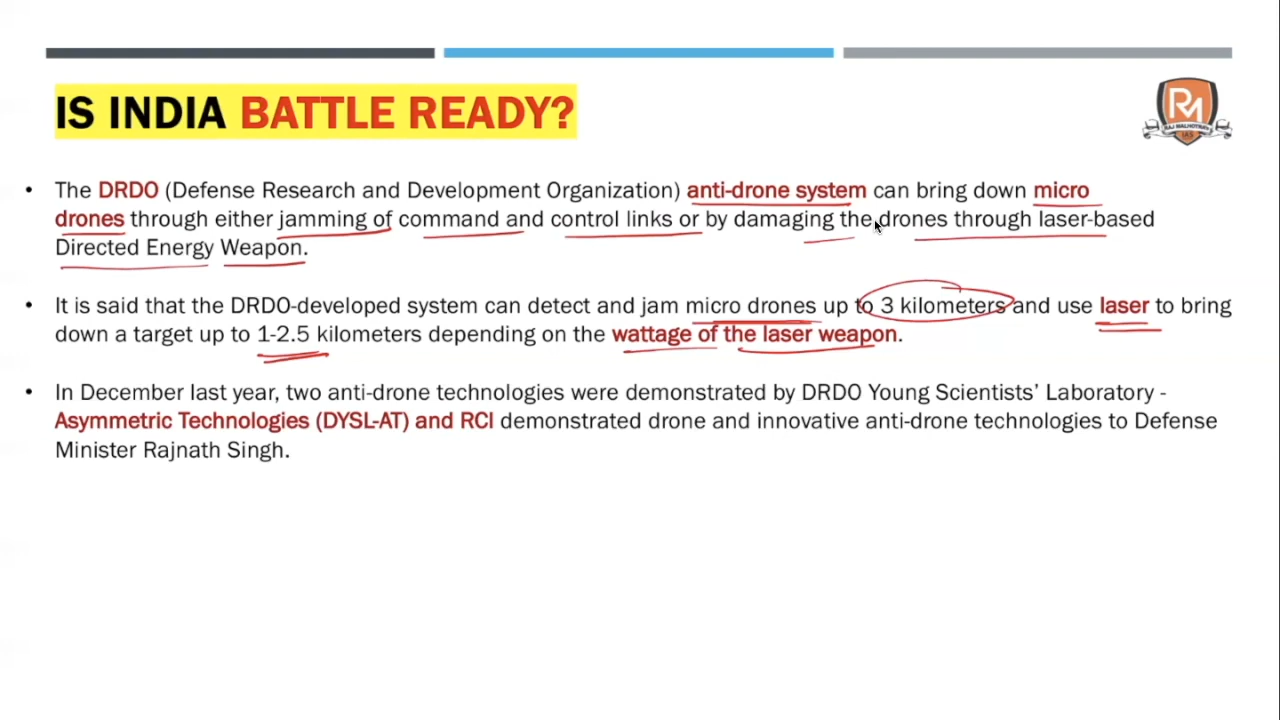 IS INDIA BATTLE READY?
RM
RAJ MALHOTRA'S
IAS
• The DRDO (Defense Research and Development Organization) anti-drone system can bring down micro
drones through either jamming of command and control links or by damaging the drones through laser-based
Directed Energy Weapon.
• It is said that the DRDO-developed system can detect and jam micro drones up to 3 kilometers and use laser to bring
down a target up to 1-2.5 kilometers depending on the wattage of the laser weapon.
• In December last year, two anti-drone technologies were demonstrated by DRDO Young Scientists’ Laboratory -
Asymmetric Technologies (DYSL-AT) and RCI demonstrated drone and innovative anti-drone technologies to Defense
Minister Rajnath Singh.